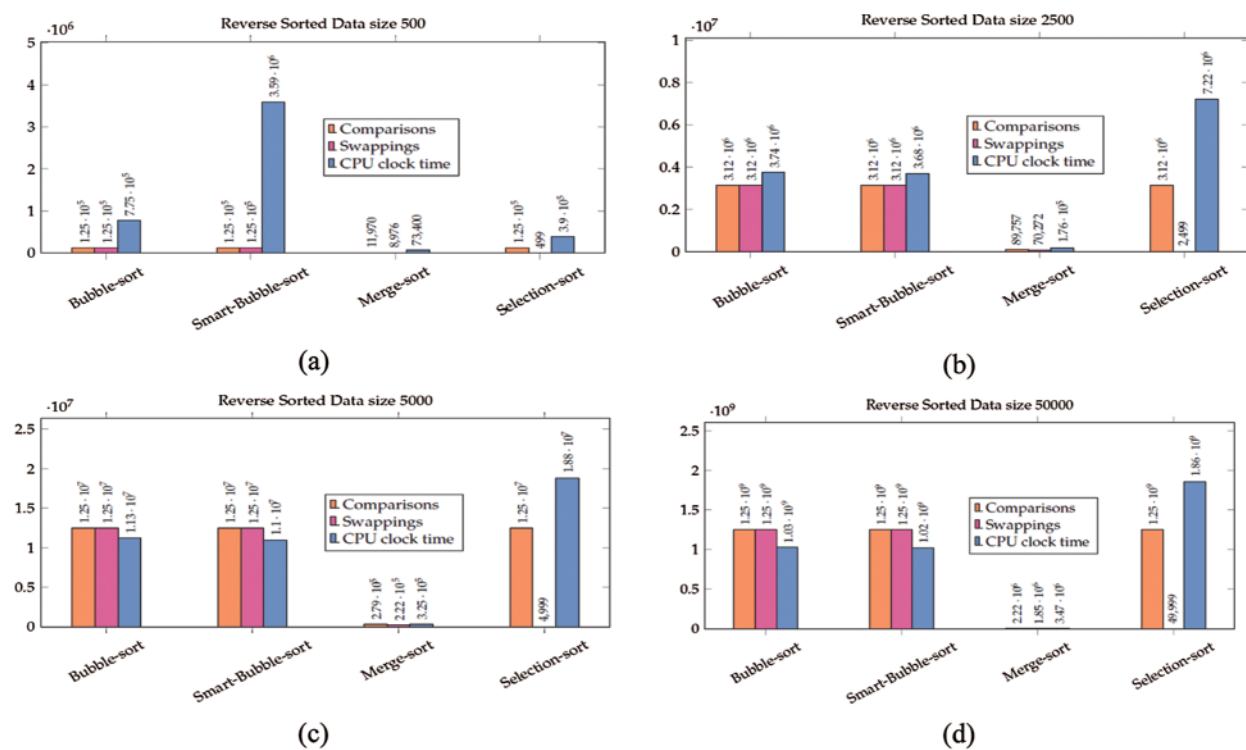 Reverse Sorted Data size 500
·10⁶
5
4
3
2
1
0
1.25 · 10⁵
1.25 · 10⁵
7.75 · 10⁵
1.25 · 10⁵
1.25 · 10⁵
3.59 · 10⁶
11,970
8,976
73,400
1.25 · 10⁵
499
3.9 · 10⁵
Comparisons
Swappings
CPU clock time
Bubble-sort
Smart-Bubble-sort
Merge-sort
Selection-sort
(a)
Reverse Sorted Data size 2500
·10⁷
1
0.8
0.6
0.4
0.2
0
3.12 · 10⁶
3.12 · 10⁶
3.74 · 10⁶
3.12 · 10⁶
3.12 · 10⁶
3.68 · 10⁶
89,757
70,272
1.76 · 10⁵
3.12 · 10⁶
2,499
7.22 · 10⁶
Comparisons
Swappings
CPU clock time
Bubble-sort
Smart-Bubble-sort
Merge-sort
Selection-sort
(b)
Reverse Sorted Data size 5000
·10⁷
2.5
2
1.5
1
0.5
0
1.25 · 10⁷
1.25 · 10⁷
1.13 · 10⁷
1.25 · 10⁷
1.25 · 10⁷
1.1 · 10⁷
2.79 · 10⁵
2.22 · 10⁵
3.25 · 10⁵
1.25 · 10⁷
4,999
1.88 · 10⁷
Comparisons
Swappings
CPU clock time
Bubble-sort
Smart-Bubble-sort
Merge-sort
Selection-sort
(c)
Reverse Sorted Data size 50000
·10⁹
2.5
2
1.5
1
0.5
0
1.25 · 10⁹
1.25 · 10⁹
1.03 · 10⁹
1.25 · 10⁹
1.25 · 10⁹
1.02 · 10⁹
2.22 · 10⁶
1.85 · 10⁶
3.47 · 10⁶
1.25 · 10⁹
49,999
1.86 · 10⁹
Comparisons
Swappings
CPU clock time
Bubble-sort
Smart-Bubble-sort
Merge-sort
Selection-sort
(d)